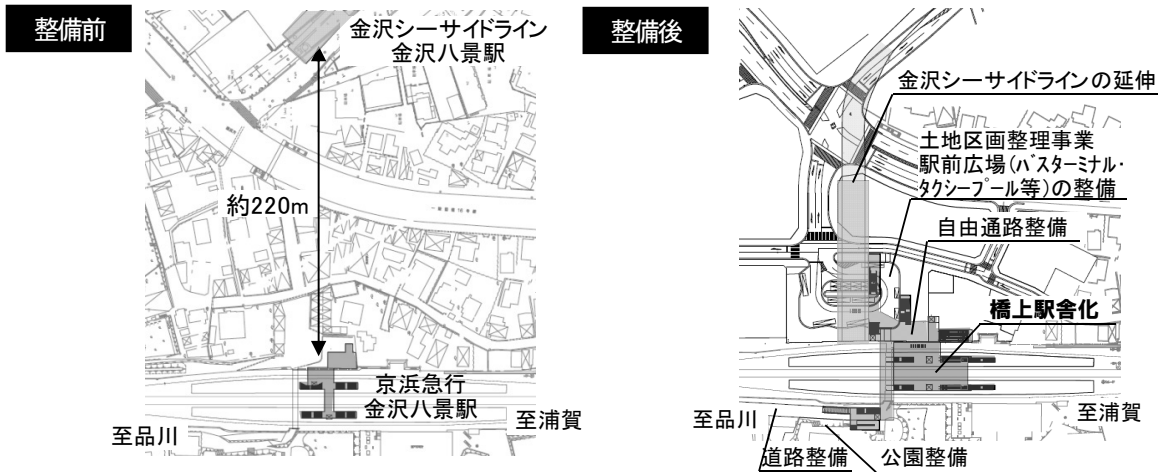 整備前
金沢シーサイドライン
金沢八景駅
約220m
京浜急行
金沢八景駅
至品川
至浦賀
整備後
金沢シーサイドラインの延伸
土地区画整理事業
駅前広場(バスターミナル・
タクシープール等)の整備
自由通路整備
橋上駅舎化
至品川
至浦賀
道路整備
公園整備